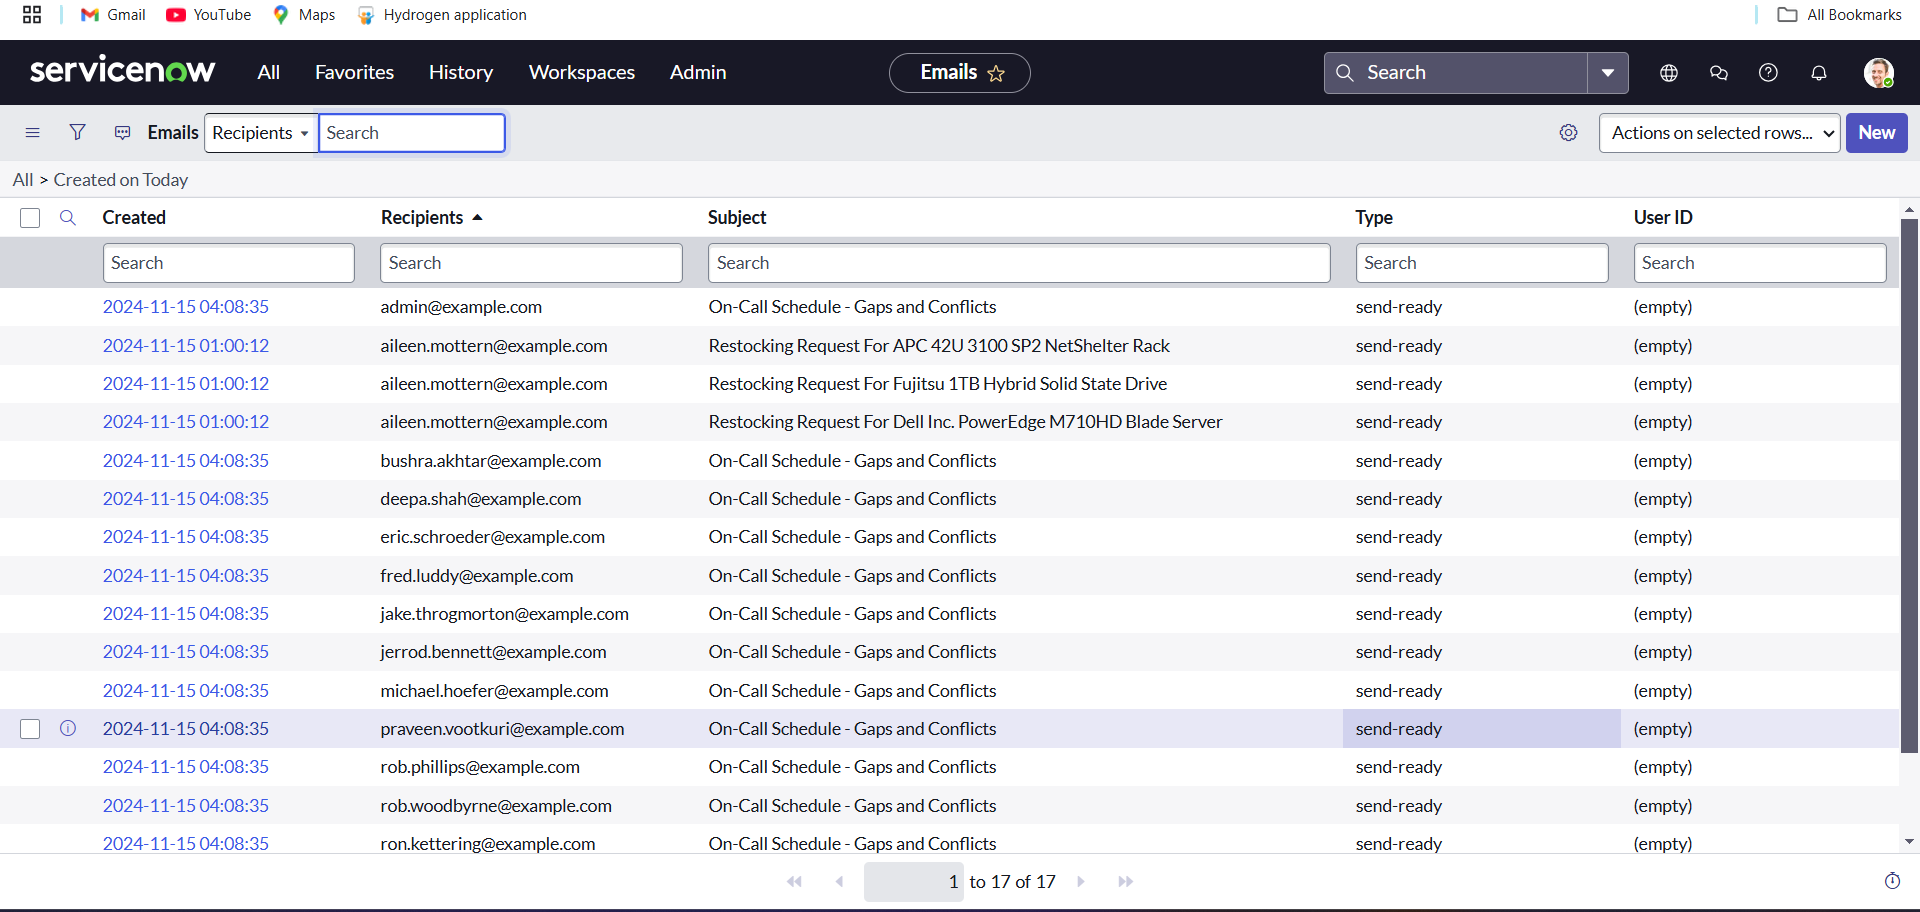 Gmail YouTube Maps Hydrogen application All Bookmarks
servicenow All Favorites History Workspaces Admin Emails Search
Emails Recipients Search Actions on selected rows... New
All > Created on Today
Created Recipients Subject Type User ID
Search Search Search Search Search
2024-11-15 04:08:35 admin@example.com On-Call Schedule - Gaps and Conflicts send-ready (empty)
2024-11-15 01:00:12 aileen.mottern@example.com Restocking Request For APC 42U 3100 SP2 NetShelter Rack send-ready (empty)
2024-11-15 01:00:12 aileen.mottern@example.com Restocking Request For Fujitsu 1TB Hybrid Solid State Drive send-ready (empty)
2024-11-15 01:00:12 aileen.mottern@example.com Restocking Request For Dell Inc. PowerEdge M710HD Blade Server send-ready (empty)
2024-11-15 04:08:35 bushra.akhtar@example.com On-Call Schedule - Gaps and Conflicts send-ready (empty)
2024-11-15 04:08:35 deepa.shah@example.com On-Call Schedule - Gaps and Conflicts send-ready (empty)
2024-11-15 04:08:35 eric.schroeder@example.com On-Call Schedule - Gaps and Conflicts send-ready (empty)
2024-11-15 04:08:35 fred.luddy@example.com On-Call Schedule - Gaps and Conflicts send-ready (empty)
2024-11-15 04:08:35 jake.throgmorton@example.com On-Call Schedule - Gaps and Conflicts send-ready (empty)
2024-11-15 04:08:35 jerrod.bennett@example.com On-Call Schedule - Gaps and Conflicts send-ready (empty)
2024-11-15 04:08:35 michael.hoefer@example.com On-Call Schedule - Gaps and Conflicts send-ready (empty)
2024-11-15 04:08:35 praveen.vootkuri@example.com On-Call Schedule - Gaps and Conflicts send-ready (empty)
2024-11-15 04:08:35 rob.phillips@example.com On-Call Schedule - Gaps and Conflicts send-ready (empty)
2024-11-15 04:08:35 rob.woodbyrne@example.com On-Call Schedule - Gaps and Conflicts send-ready (empty)
2024-11-15 04:08:35 ron.kettering@example.com On-Call Schedule - Gaps and Conflicts send-ready (empty)
1 to 17 of 17